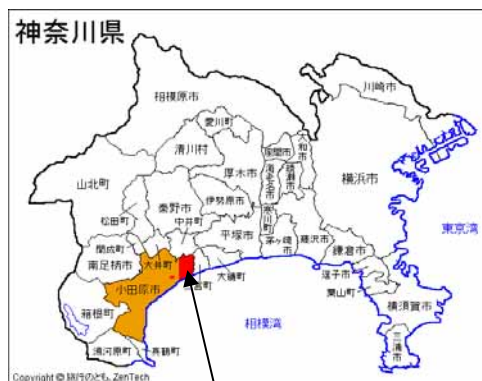 神奈川県
川崎市
相模原市
愛川町
清川村
厚木市
座間市
大和市
海老名市
綾瀬市
横浜市
山北町
秦野市
伊勢原市
寒川町
松田町
中井町
平塚市
茅ヶ崎市
藤沢市
鎌倉市
東京湾
開成町
南足柄市
大井町
大磯町
逗子市
葉山町
小田原市
箱根町
相模湾
横須賀市
三浦市
湯河原町
真鶴町
Copyright © 旅行のとも、ZenTech